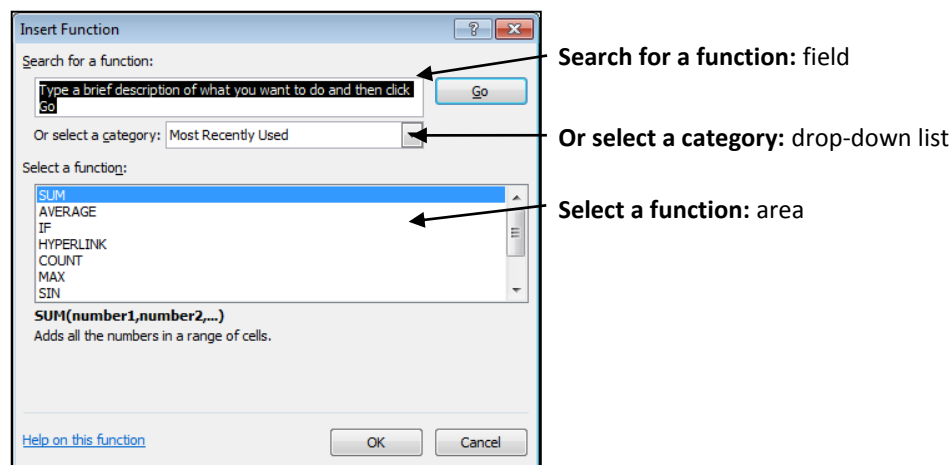 Insert Function
Search for a function:
Type a brief description of what you want to do and then click
Go
Go
Or select a category: Most Recently Used
Select a function:
SUM
AVERAGE
IF
HYPERLINK
COUNT
MAX
SIN
SUM(number1,number2,...)
Adds all the numbers in a range of cells.
Help on this function
OK
Cancel
Search for a function: field
Or select a category: drop-down list
Select a function: area